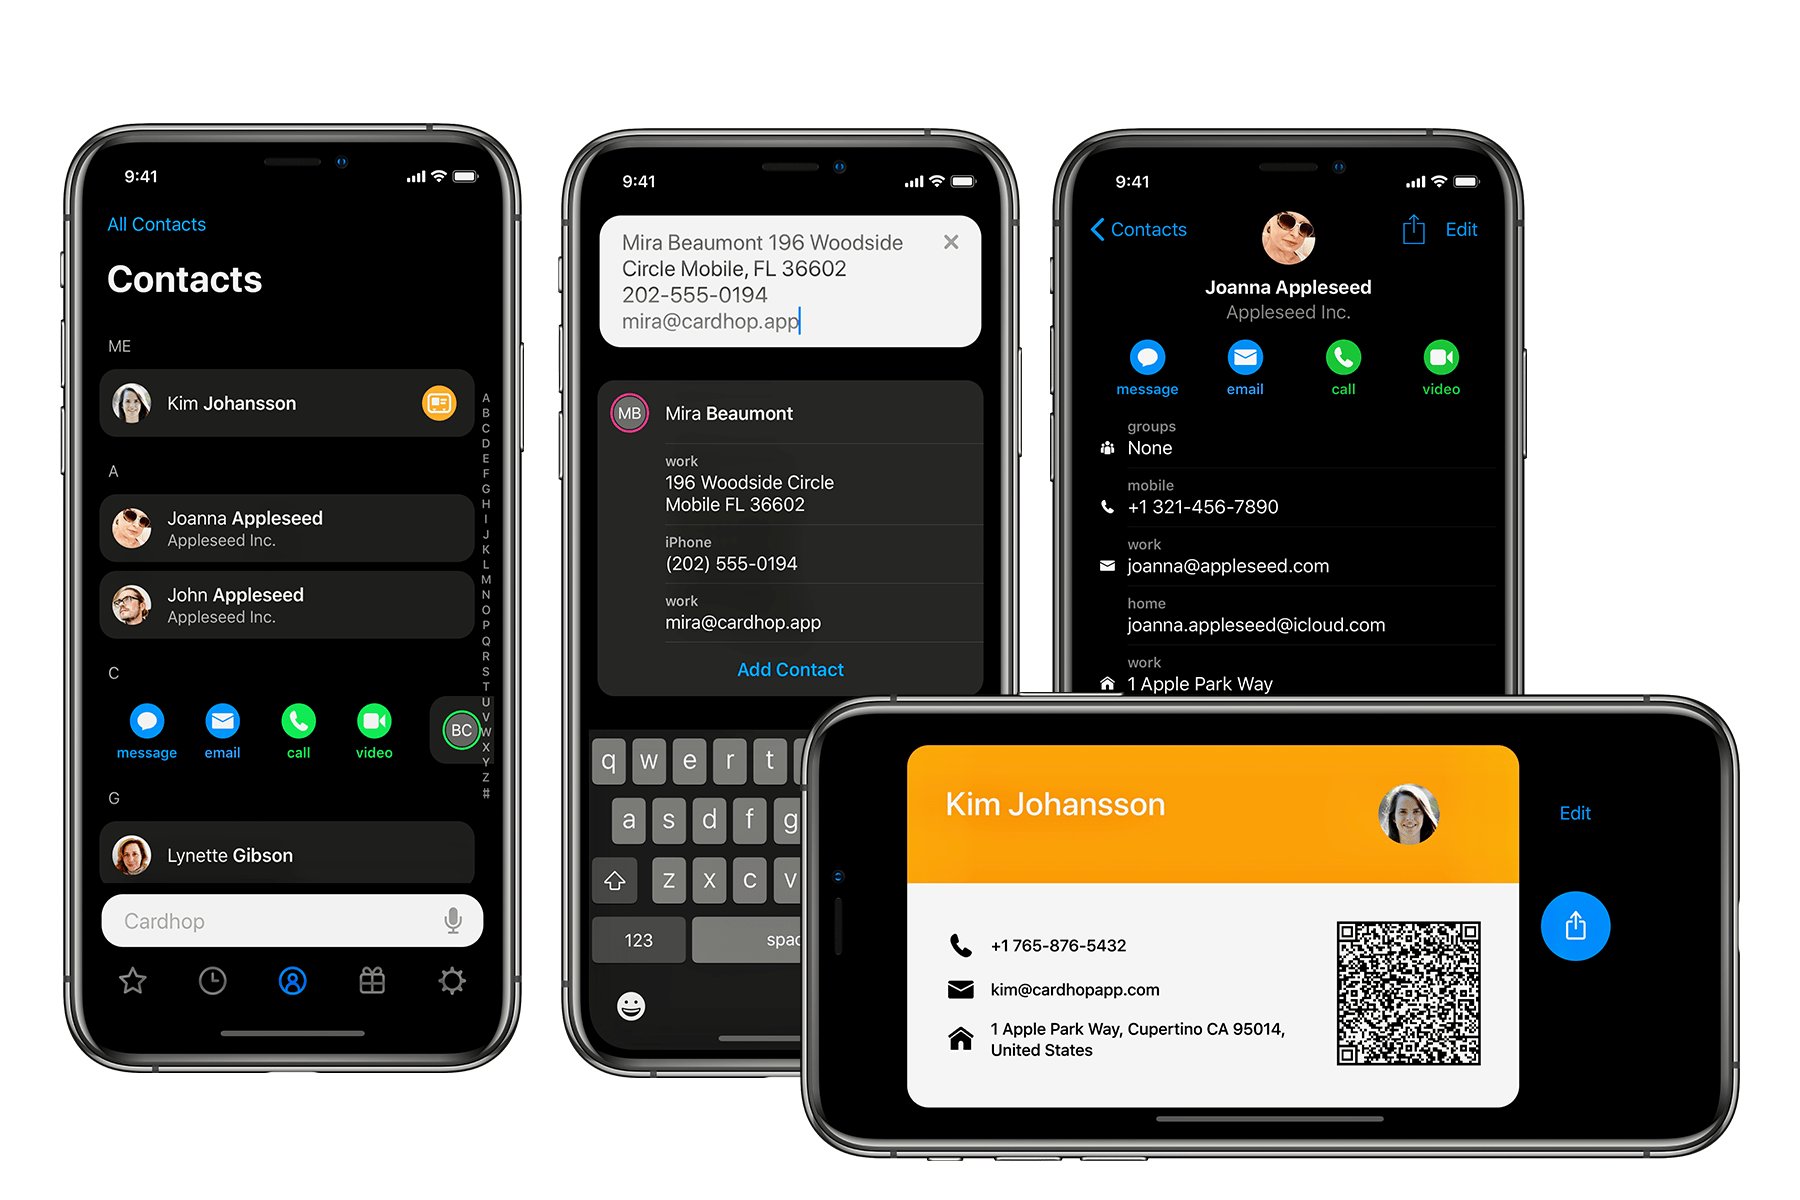 9:41
All Contacts
Contacts
ME
Kim Johansson
A
Joanna Appleseed
Appleseed Inc.
John Appleseed
Appleseed Inc.
C
message email call video BC
G
Lynette Gibson
Cardhop
A
B
C
D
E
F
G
H
I
J
K
L
M
N
O
P
Q
R
S
T
U
V
W
X
Y
Z
#
9:41
Mira Beaumont 196 Woodside
Circle Mobile, FL 36602
202-555-0194
mira@cardhop.app
MB Mira Beaumont
work
196 Woodside Circle
Mobile FL 36602
iPhone
(202) 555-0194
work
mira@cardhop.app
Add Contact
q w e r t
a s d f g
z x c v
123 spac
9:41
Contacts Edit
Joanna Appleseed
Appleseed Inc.
message email call video
groups
None
mobile
+1 321-456-7890
work
joanna@appleseed.com
home
joanna.appleseed@icloud.com
work
1 Apple Park Way
Kim Johansson
Edit
+1 765-876-5432
kim@cardhopapp.com
1 Apple Park Way, Cupertino CA 95014,
United States